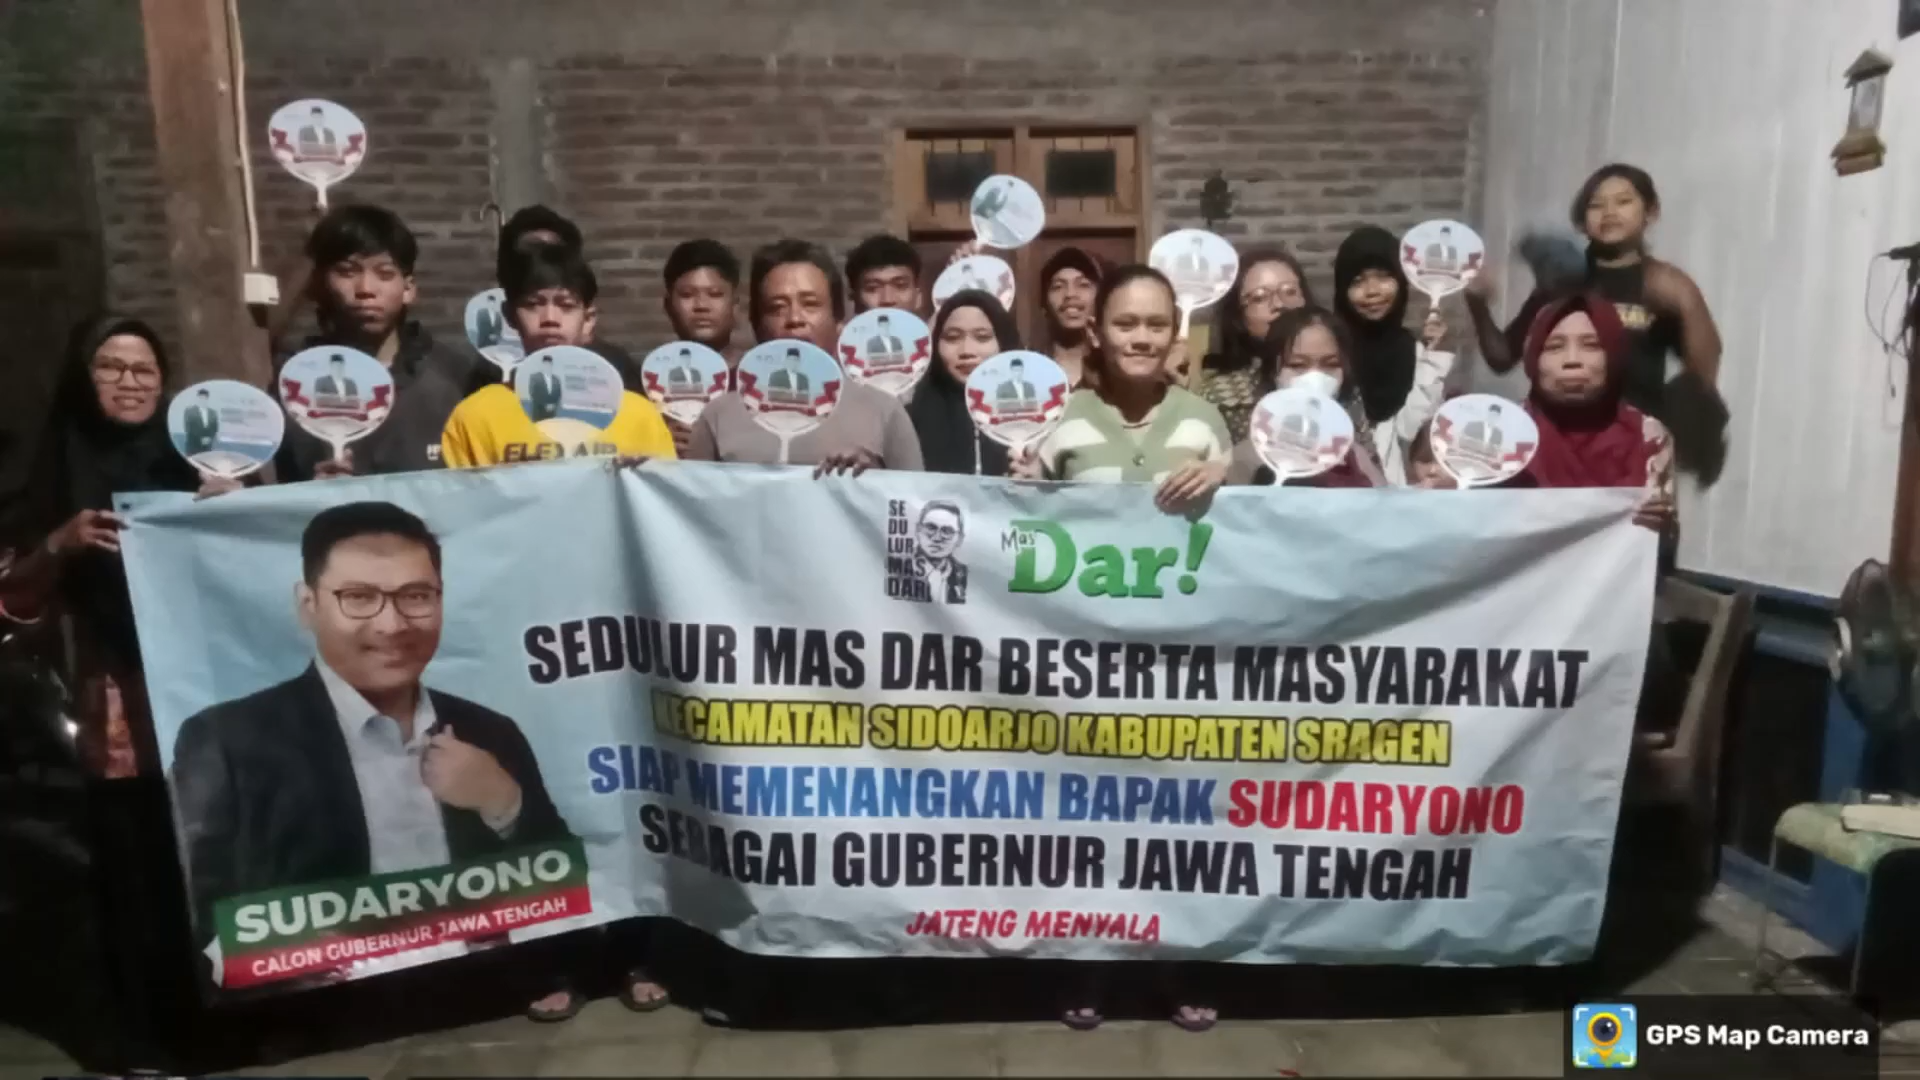 SE
DU
LUR
MAS
DAR
Mas
Dar!
SEDULUR MAS DAR BESERTA MASYARAKAT
KECAMATAN SIDOARJO KABUPATEN SRAGEN
SIAP MEMENANGKAN BAPAK SUDARYONO
SEBAGAI GUBERNUR JAWA TENGAH
JATENG MENYALA
SUDARYONO
CALON GUBERNUR JAWA TENGAH
GPS Map Camera